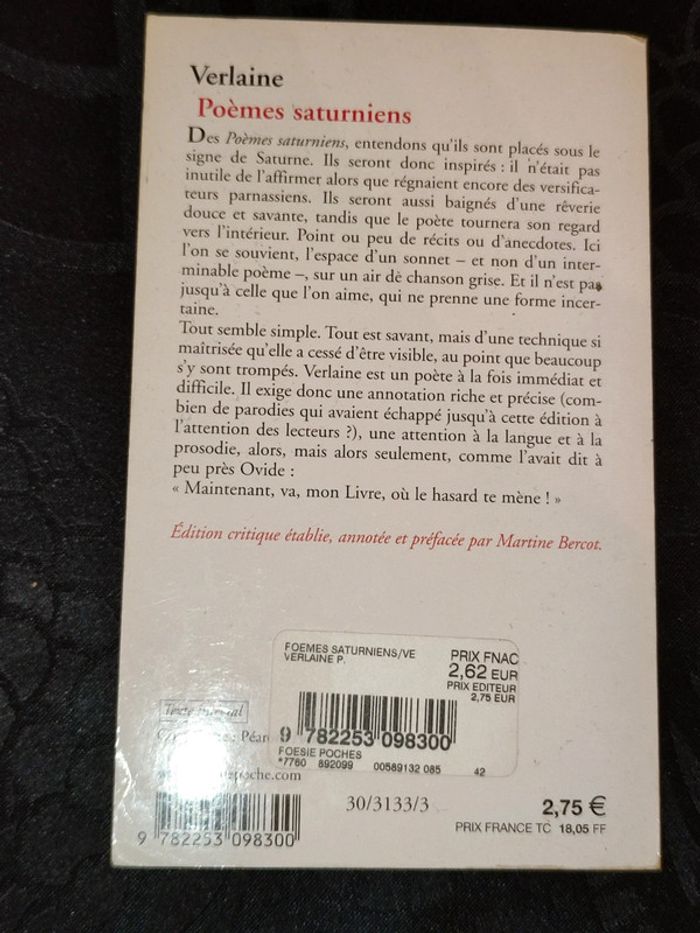 Verlaine
Poèmes saturniens
Des Poèmes saturniens, entendons qu'ils sont placés sous le
signe de Saturne. Ils seront donc inspirés : il n'était pas
inutile de l'affirmer alors que régnaient encore des versifica-
teurs parnassiens. Ils seront aussi baignés d'une rêverie
douce et savante, tandis que le poète tournera son regard
vers l'intérieur. Point ou peu de récits ou d'anecdotes. Ici
l'on se souvient, l'espace d'un sonnet – et non d'un inter-
minable poème –, sur un air de chanson grise. Et il n'est pas
jusqu'à celle que l'on aime, qui ne prenne une forme incer-
taine.
Tout semble simple. Tout est savant, mais d'une technique si
maîtrisée qu'elle a cessé d'être visible, au point que beaucoup
s'y sont trompés. Verlaine est un poète à la fois immédiat et
difficile. Il exige donc une annotation riche et précise (com-
bien de parodies qui avaient échappé jusqu'à cette édition à
l'attention des lecteurs ?), une attention à la langue et à la
prosodie, alors, mais alors seulement, comme l'avait dit à
peu près Ovide :
« Maintenant, va, mon Livre, où le hasard te mène ! »
Édition critique établie, annotée et préfacée par Martine Bercot.
FOEMES SATURNIENS/VE
VERLAINE P.
PRIX FNAC
2,62 EUR
PRIX EDITEUR
2,75 EUR
9 782253 098300
FOESIE POCHES
*7760 892099 00589132 085 42
Texte intégral
: Péar
depoche.com
30/3133/3
2,75 €
PRIX FRANCE TC 18,05 FF
9 782253 098300